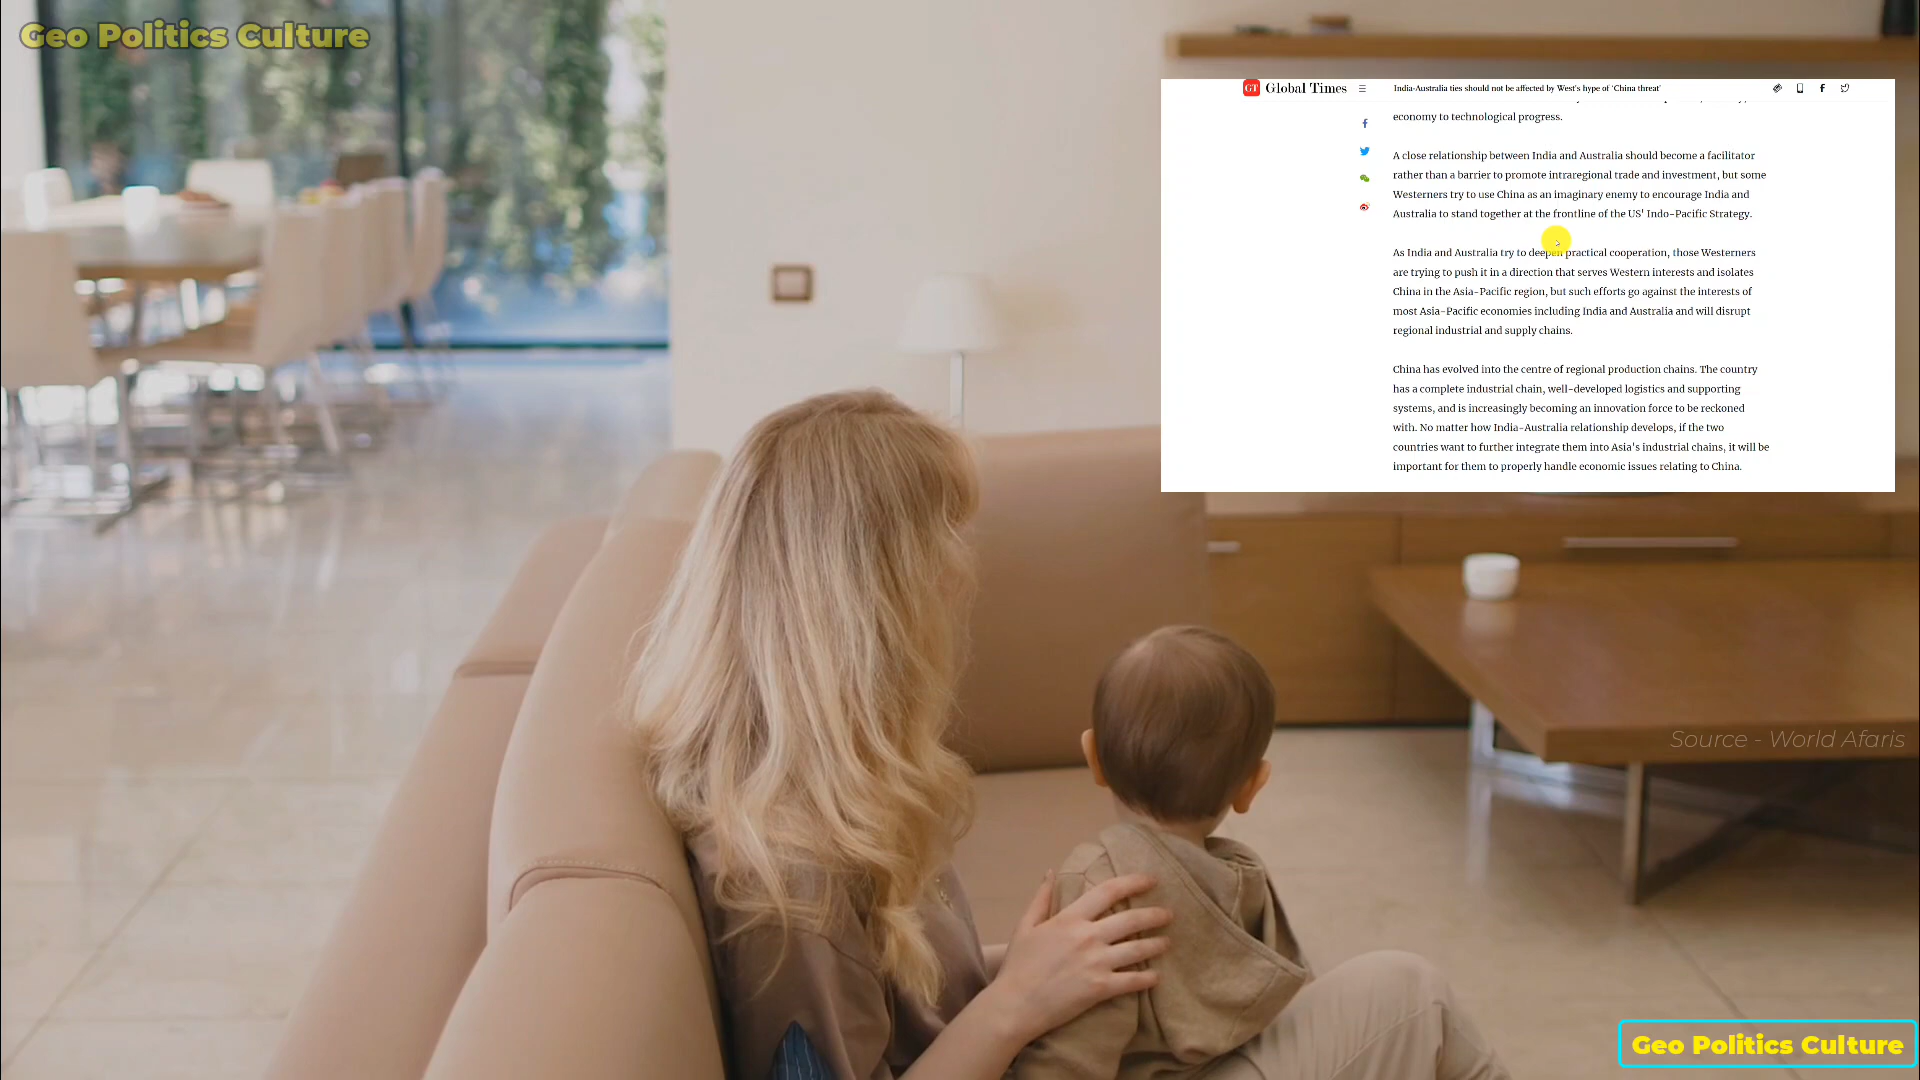 Geo Politics Culture
GT Global Times
India-Australia ties should not be affected by West's hype of 'China threat'
economy to technological progress.
A close relationship between India and Australia should become a facilitator
rather than a barrier to promote intraregional trade and investment, but some
Westerners try to use China as an imaginary enemy to encourage India and
Australia to stand together at the frontline of the US' Indo-Pacific Strategy.
As India and Australia try to deepen practical cooperation, those Westerners
are trying to push it in a direction that serves Western interests and isolates
China in the Asia-Pacific region, but such efforts go against the interests of
most Asia-Pacific economies including India and Australia and will disrupt
regional industrial and supply chains.
China has evolved into the centre of regional production chains. The country
has a complete industrial chain, well-developed logistics and supporting
systems, and is increasingly becoming an innovation force to be reckoned
with. No matter how India-Australia relationship develops, if the two
countries want to further integrate them into Asia's industrial chains, it will be
important for them to properly handle economic issues relating to China.
Source - World Afaris
Geo Politics Culture